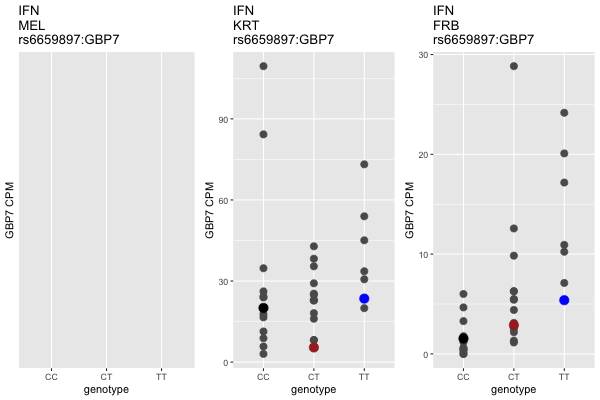 IFN
MEL
rs6659897:GBP7
GBP7 CPM
CC CT TT
genotype
IFN
KRT
rs6659897:GBP7
GBP7 CPM
90
60
30
0
CC CT TT
genotype
IFN
FRB
rs6659897:GBP7
GBP7 CPM
30
20
10
0
CC CT TT
genotype